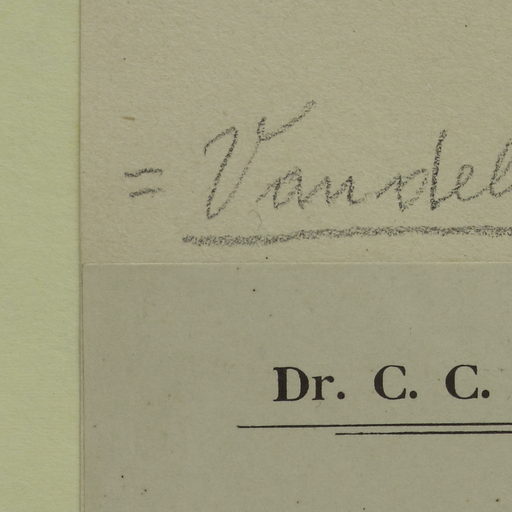 = Vandel
Dr. C. C.